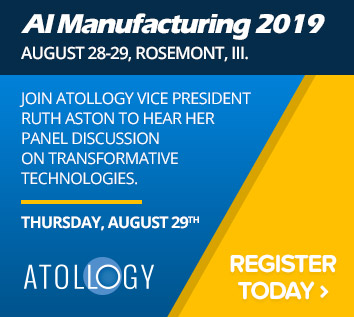 AI Manufacturing 2019
AUGUST 28-29, ROSEMONT, III.
JOIN ATOLLOGY VICE PRESIDENT
RUTH ASTON TO HEAR HER
PANEL DISCUSSION
ON TRANSFORMATIVE
TECHNOLOGIES.
THURSDAY, AUGUST 29TH
ATOLLOGY
REGISTER
TODAY >